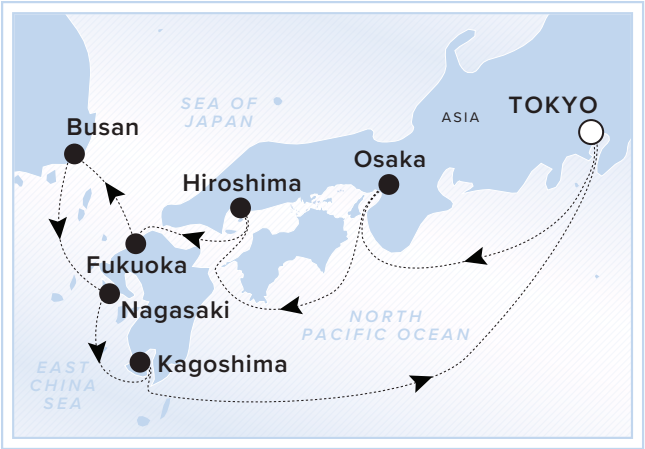 SEA OF
JAPAN
ASIA
TOKYO
Busan
Osaka
Hiroshima
Fukuoka
Nagasaki
NORTH
PACIFIC OCEAN
Kagoshima
EAST
CHINA
SEA